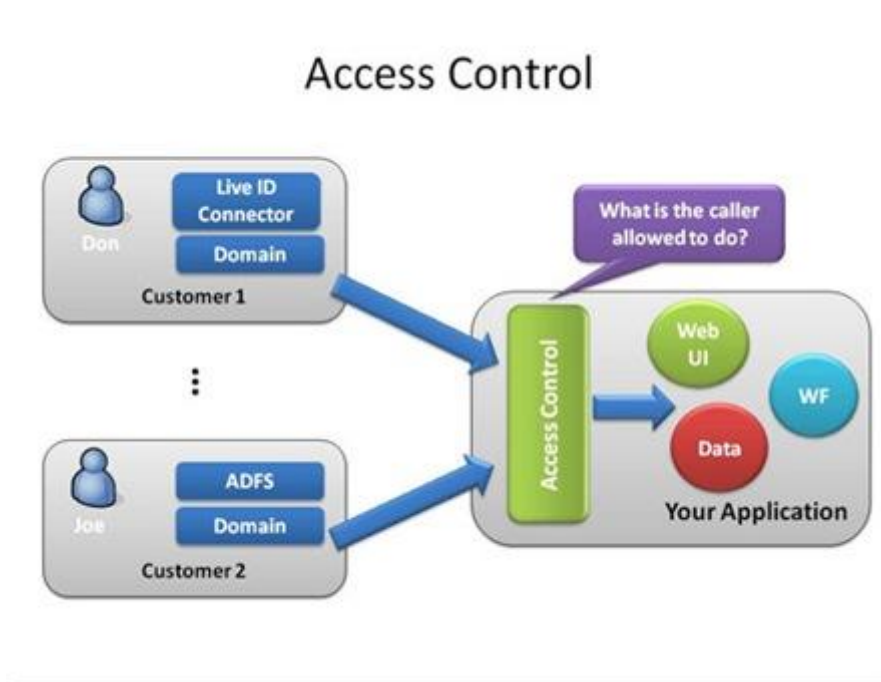 Access Control
Don
Live ID
Connector
Domain
Customer 1
What is the caller
allowed to do?
Access Control
Web
UI
WF
Data
Your Application
Joe
ADFS
Domain
Customer 2